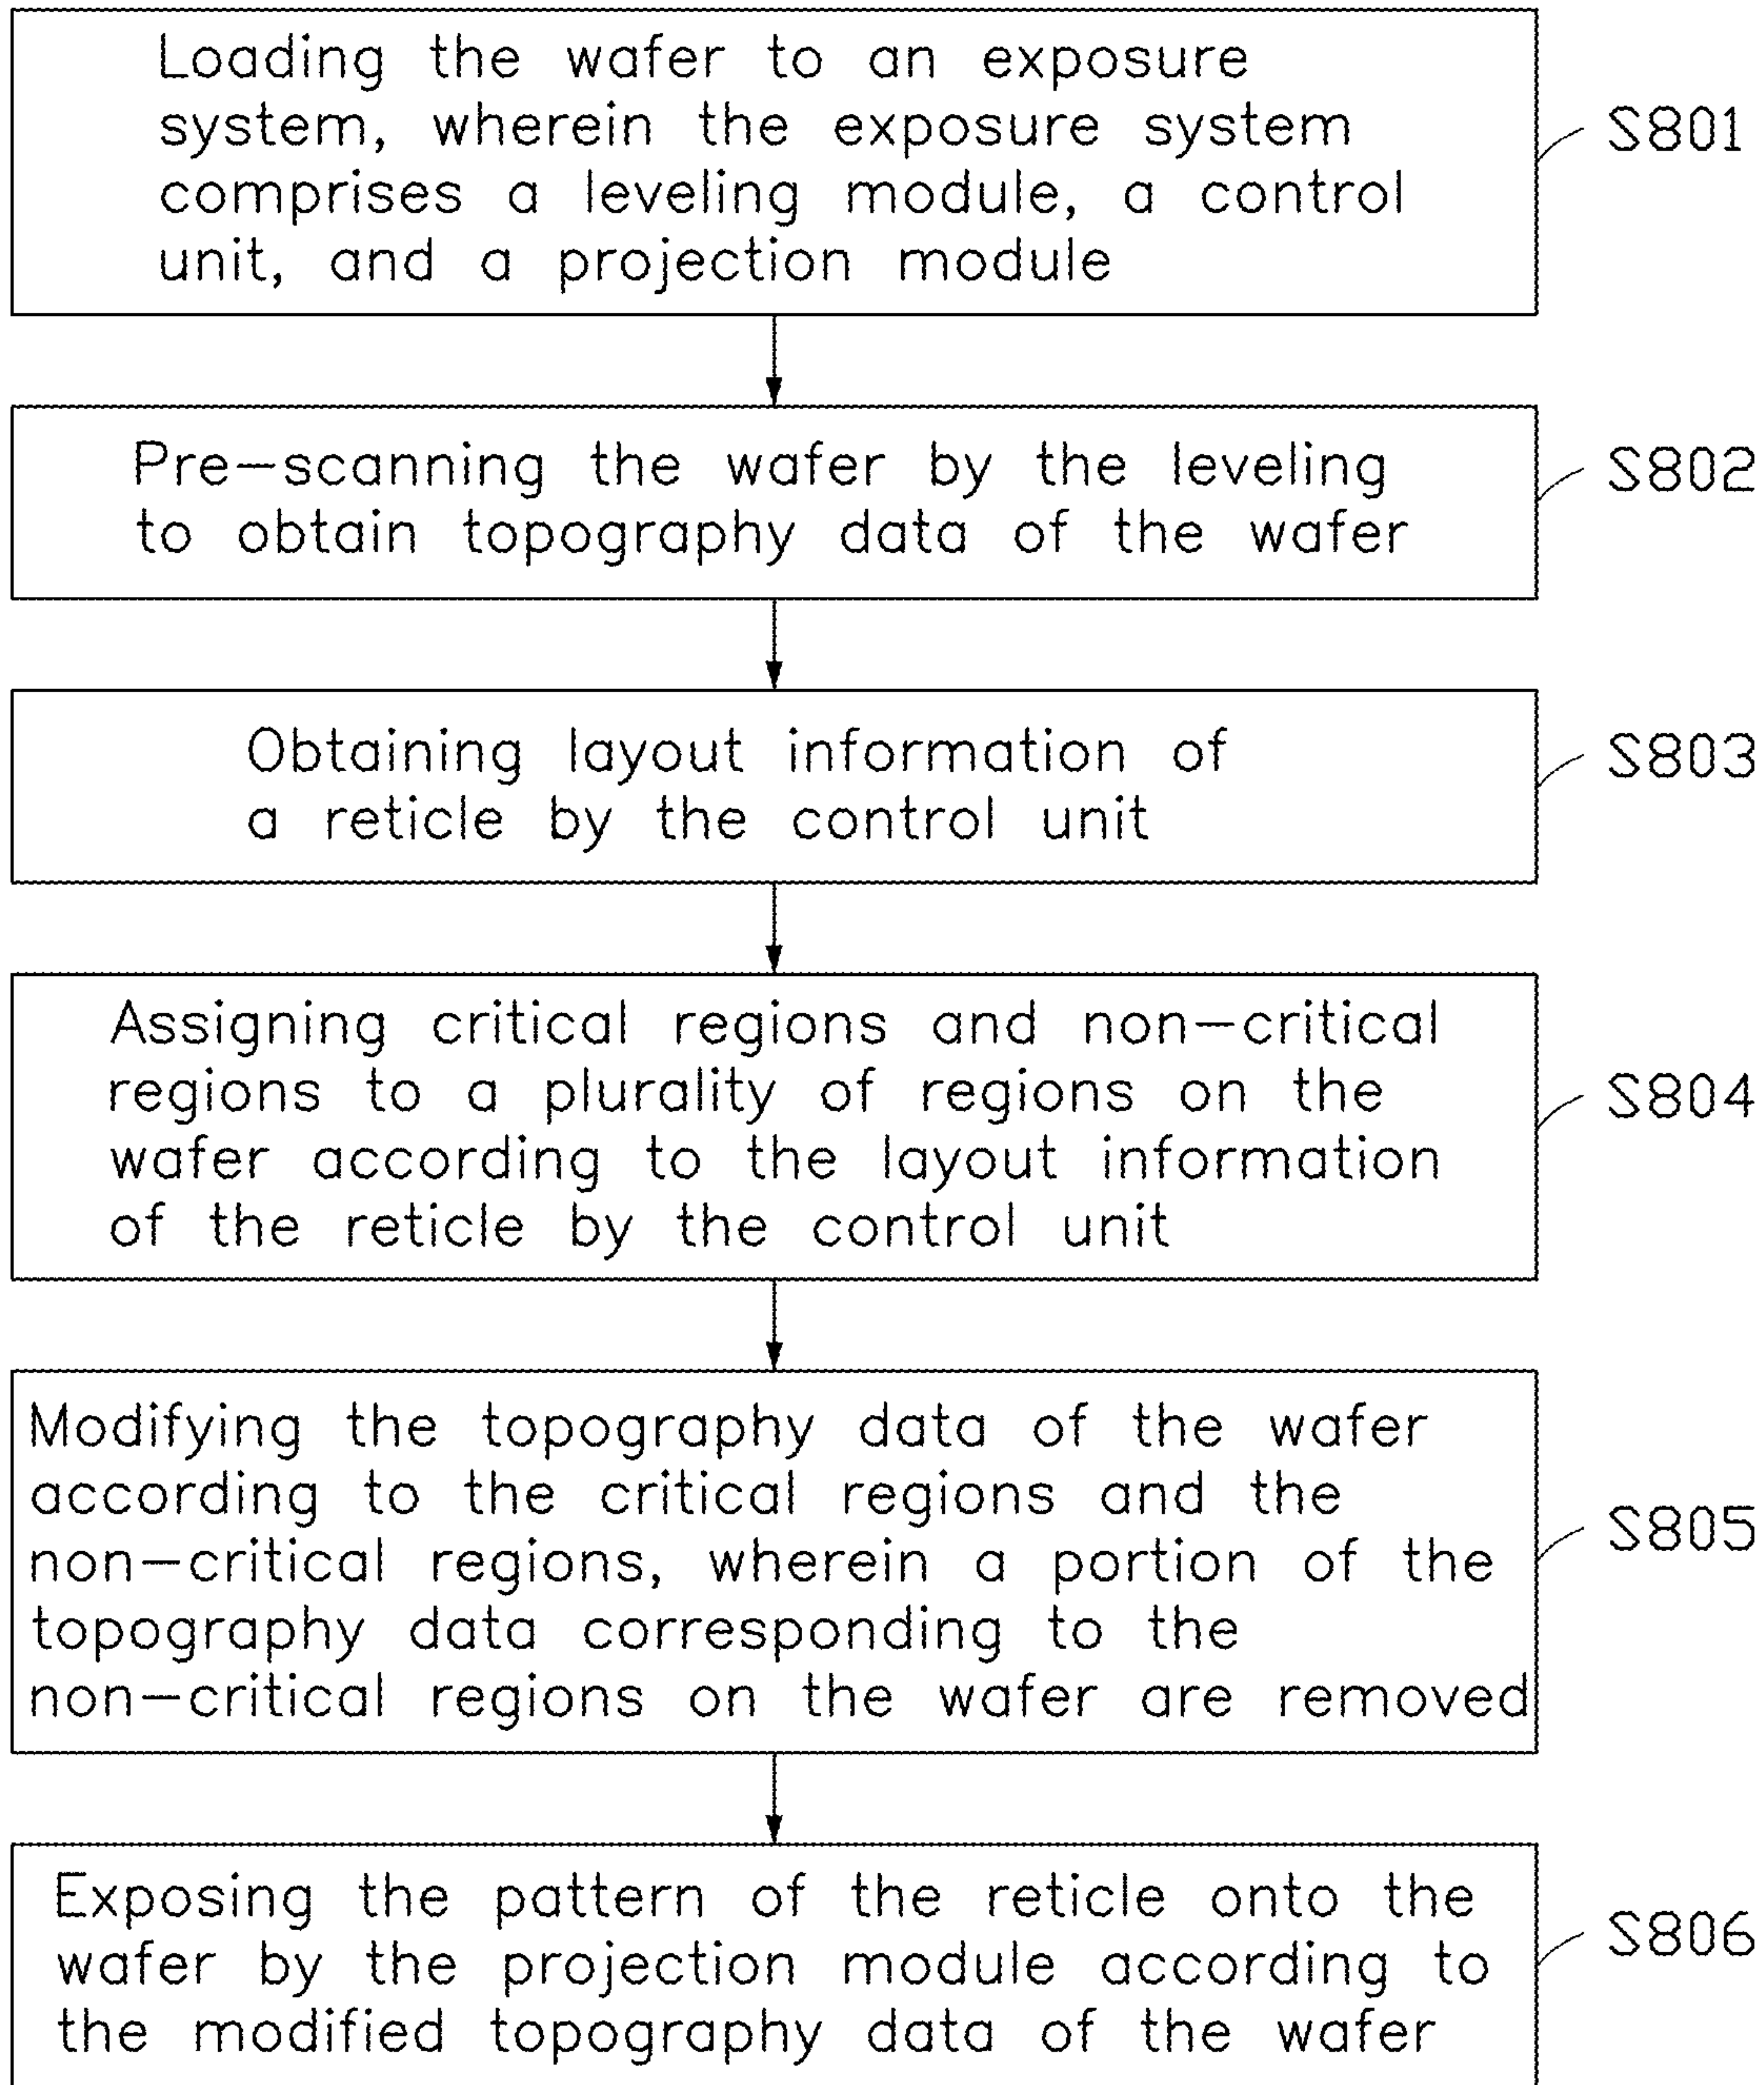 Loading the wafer to an exposure
system, wherein the exposure system
comprises a leveling module, a control
unit, and a projection module
S801
Pre-scanning the wafer by the leveling
to obtain topography data of the wafer
S802
Obtaining layout information of
a reticle by the control unit
S803
Assigning critical regions and non-critical
regions to a plurality of regions on the
wafer according to the layout information
of the reticle by the control unit
S804
Modifying the topography data of the wafer
according to the critical regions and the
non-critical regions, wherein a portion of the
topography data corresponding to the
non-critical regions on the wafer are removed
S805
Exposing the pattern of the reticle onto the
wafer by the projection module according to
the modified topography data of the wafer
S806